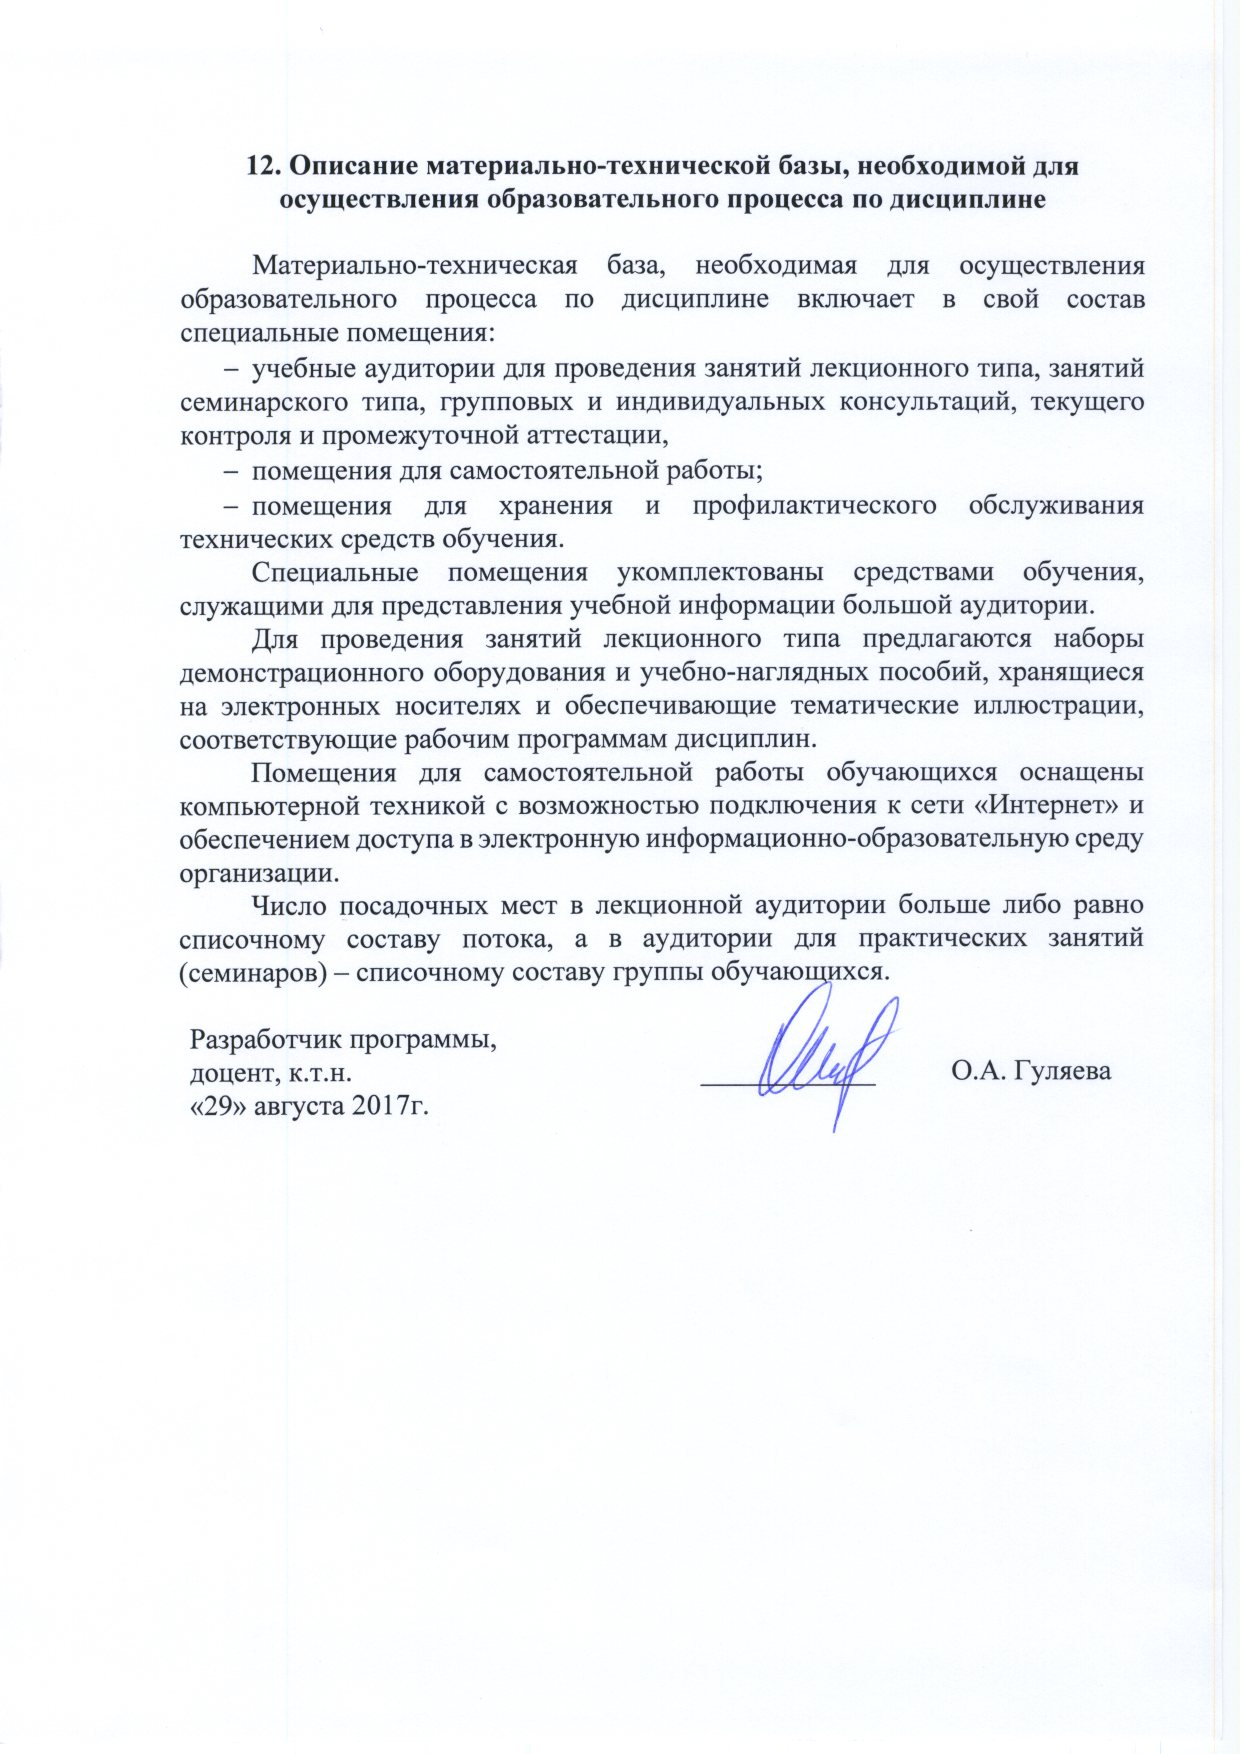 12. Описание материально-технической базы, необходимой для
осуществления образовательного процесса по дисциплине
Материально-техническая база, необходимая для осуществления
образовательного процесса по дисциплине включает в свой состав
специальные помещения:
– учебные аудитории для проведения занятий лекционного типа, занятий
семинарского типа, групповых и индивидуальных консультаций, текущего
контроля и промежуточной аттестации,
– помещения для самостоятельной работы;
– помещения для хранения и профилактического обслуживания
технических средств обучения.
Специальные помещения укомплектованы средствами обучения,
служащими для представления учебной информации большой аудитории.
Для проведения занятий лекционного типа предлагаются наборы
демонстрационного оборудования и учебно-наглядных пособий, хранящиеся
на электронных носителях и обеспечивающие тематические иллюстрации,
соответствующие рабочим программам дисциплин.
Помещения для самостоятельной работы обучающихся оснащены
компьютерной техникой с возможностью подключения к сети «Интернет» и
обеспечением доступа в электронную информационно-образовательную среду
организации.
Число посадочных мест в лекционной аудитории больше либо равно
списочному составу потока, а в аудитории для практических занятий
(семинаров) – списочному составу группы обучающихся.
Разработчик программы,
доцент, к.т.н. О.А. Гуляева
«29» августа 2017г.